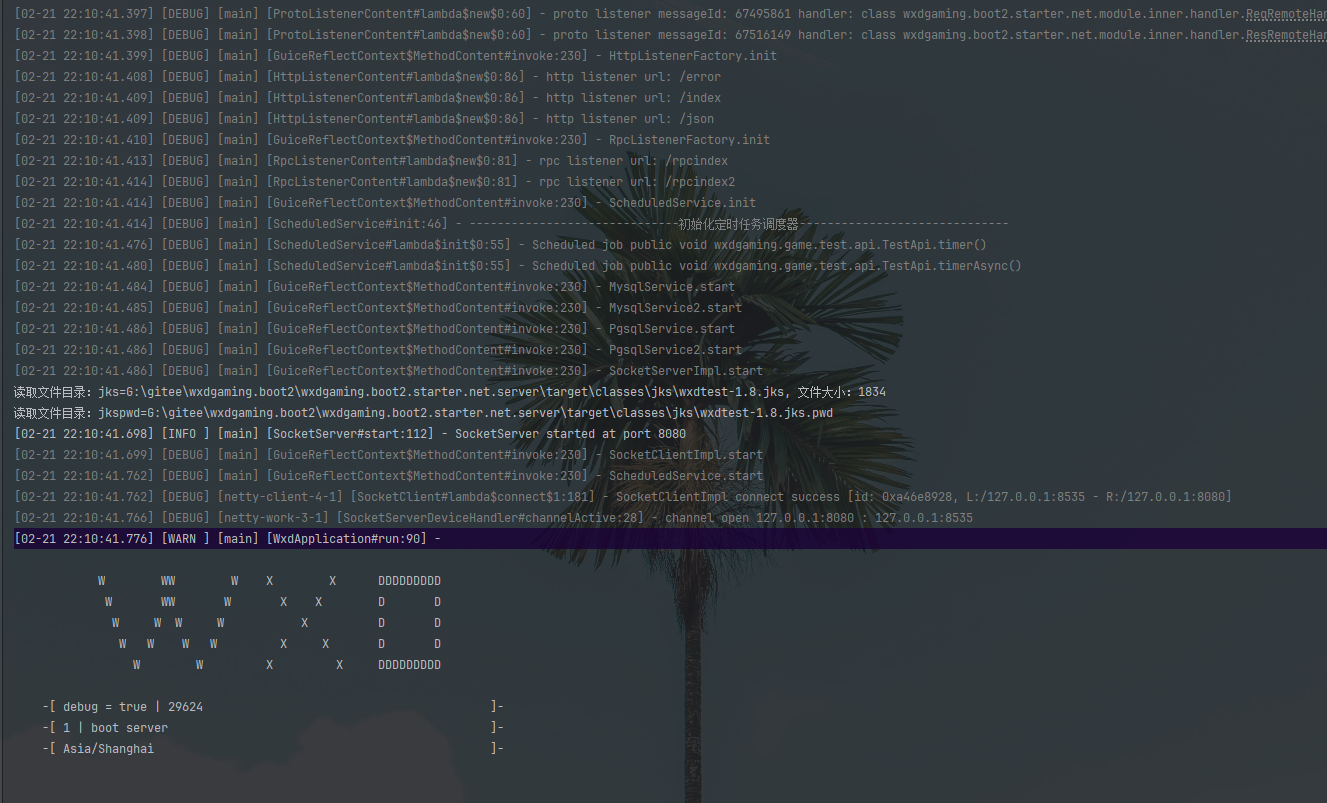 [02-21 22:10:41.397] [DEBUG] [main] [ProtoListenerContent#lambda$new$0:60] - proto listener messageId: 67495861 handler: class wxdgaming.boot2.starter.net.module.inner.handler.ReqRemoteHan
[02-21 22:10:41.398] [DEBUG] [main] [ProtoListenerContent#lambda$new$0:60] - proto listener messageId: 67516149 handler: class wxdgaming.boot2.starter.net.module.inner.handler.ResRemoteHan
[02-21 22:10:41.399] [DEBUG] [main] [GuiceReflectContext$MethodContent#invoke:230] - HttpListenerFactory.init
[02-21 22:10:41.408] [DEBUG] [main] [HttpListenerContent#lambda$new$0:86] - http listener url: /error
[02-21 22:10:41.409] [DEBUG] [main] [HttpListenerContent#lambda$new$0:86] - http listener url: /index
[02-21 22:10:41.409] [DEBUG] [main] [HttpListenerContent#lambda$new$0:86] - http listener url: /json
[02-21 22:10:41.410] [DEBUG] [main] [GuiceReflectContext$MethodContent#invoke:230] - RpcListenerFactory.init
[02-21 22:10:41.413] [DEBUG] [main] [RpcListenerContent#lambda$new$0:81] - rpc listener url: /rpcindex
[02-21 22:10:41.414] [DEBUG] [main] [RpcListenerContent#lambda$new$0:81] - rpc listener url: /rpcindex2
[02-21 22:10:41.414] [DEBUG] [main] [GuiceReflectContext$MethodContent#invoke:230] - ScheduledService.init
[02-21 22:10:41.414] [DEBUG] [main] [ScheduledService#init:46] - ------------------------------初始化定时任务调度器------------------------------
[02-21 22:10:41.476] [DEBUG] [main] [ScheduledService#lambda$init$0:55] - Scheduled job public void wxdgaming.game.test.api.TestApi.timer()
[02-21 22:10:41.480] [DEBUG] [main] [ScheduledService#lambda$init$0:55] - Scheduled job public void wxdgaming.game.test.api.TestApi.timerAsync()
[02-21 22:10:41.484] [DEBUG] [main] [GuiceReflectContext$MethodContent#invoke:230] - MysqlService.start
[02-21 22:10:41.485] [DEBUG] [main] [GuiceReflectContext$MethodContent#invoke:230] - MysqlService2.start
[02-21 22:10:41.486] [DEBUG] [main] [GuiceReflectContext$MethodContent#invoke:230] - PgsqlService.start
[02-21 22:10:41.486] [DEBUG] [main] [GuiceReflectContext$MethodContent#invoke:230] - PgsqlService2.start
[02-21 22:10:41.486] [DEBUG] [main] [GuiceReflectContext$MethodContent#invoke:230] - SocketServerImpl.start
读取文件目录：jks=G:\gitee\wxdgaming.boot2\wxdgaming.boot2.starter.net.server\target\classes\jks\wxdtest-1.8.jks, 文件大小：1834
读取文件目录：jkspwd=G:\gitee\wxdgaming.boot2\wxdgaming.boot2.starter.net.server\target\classes\jks\wxdtest-1.8.jks.pwd
[02-21 22:10:41.698] [INFO ] [main] [SocketServer#start:112] - SocketServer started at port 8080
[02-21 22:10:41.699] [DEBUG] [main] [GuiceReflectContext$MethodContent#invoke:230] - SocketClientImpl.start
[02-21 22:10:41.762] [DEBUG] [main] [GuiceReflectContext$MethodContent#invoke:230] - ScheduledService.start
[02-21 22:10:41.762] [DEBUG] [netty-client-4-1] [SocketClient#lambda$connect$1:181] - SocketClientImpl connect success [id: 0xa46e8928, L:/127.0.0.1:8535 - R:/127.0.0.1:8080]
[02-21 22:10:41.766] [DEBUG] [netty-work-3-1] [SocketServerDeviceHandler#channelActive:28] - channel open 127.0.0.1:8080 : 127.0.0.1:8535
[02-21 22:10:41.776] [WARN ] [main] [WxdApplication#run:90] -
W        WW        W    X        X      DDDDDDDDD
W       WW       W       X    X        D       D
W     W  W     W           X          D       D
W   W    W   W         X     X       D       D
W        W         X         X     DDDDDDDDD
-[ debug = true | 29624                                         ]-
-[ 1 | boot server                                              ]-
-[ Asia/Shanghai                                                ]-